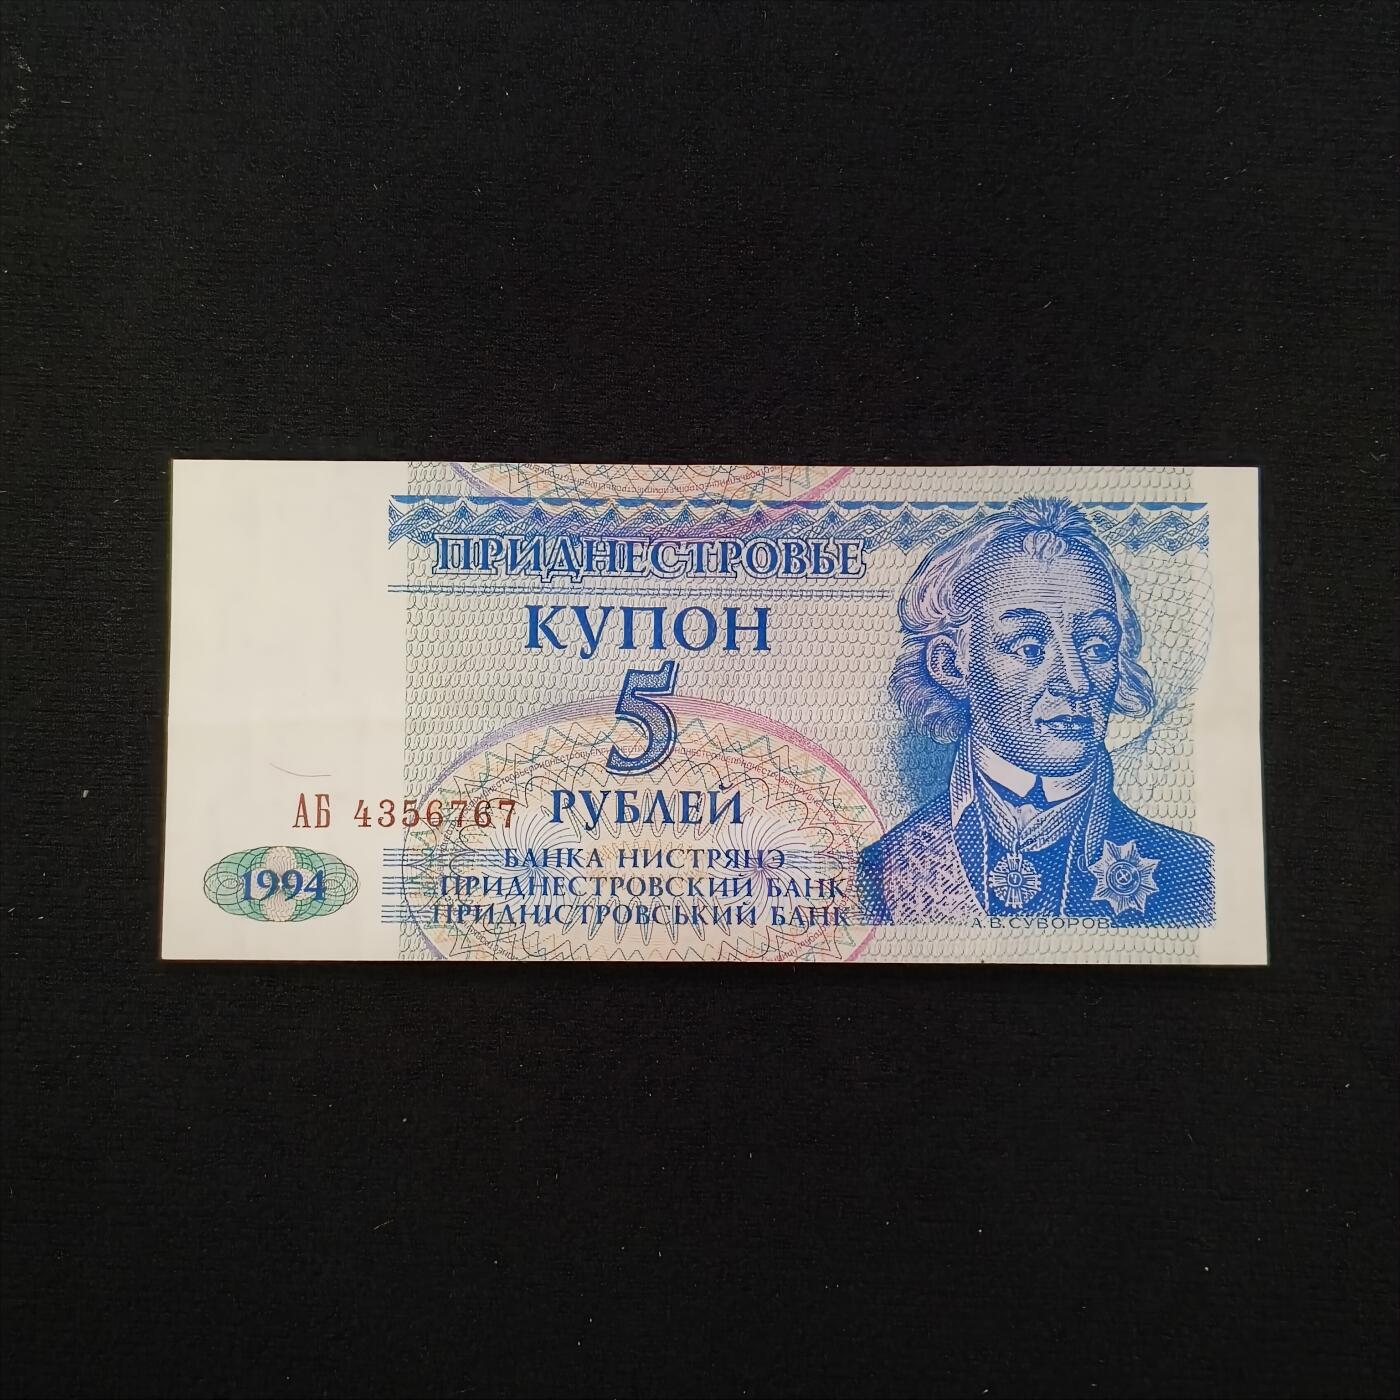 ПРИДНЕСТРОВЬЕ
КУПОН
5
РУБЛЕЙ
АБ 4356767
БАНКА НИСТРЯНЭ
ПРИДНЕСТРОВСКИЙ БАНК
ПРИДНІСТРОВСЬКИЙ БАНК
1994
А.В.СУВОРОВ